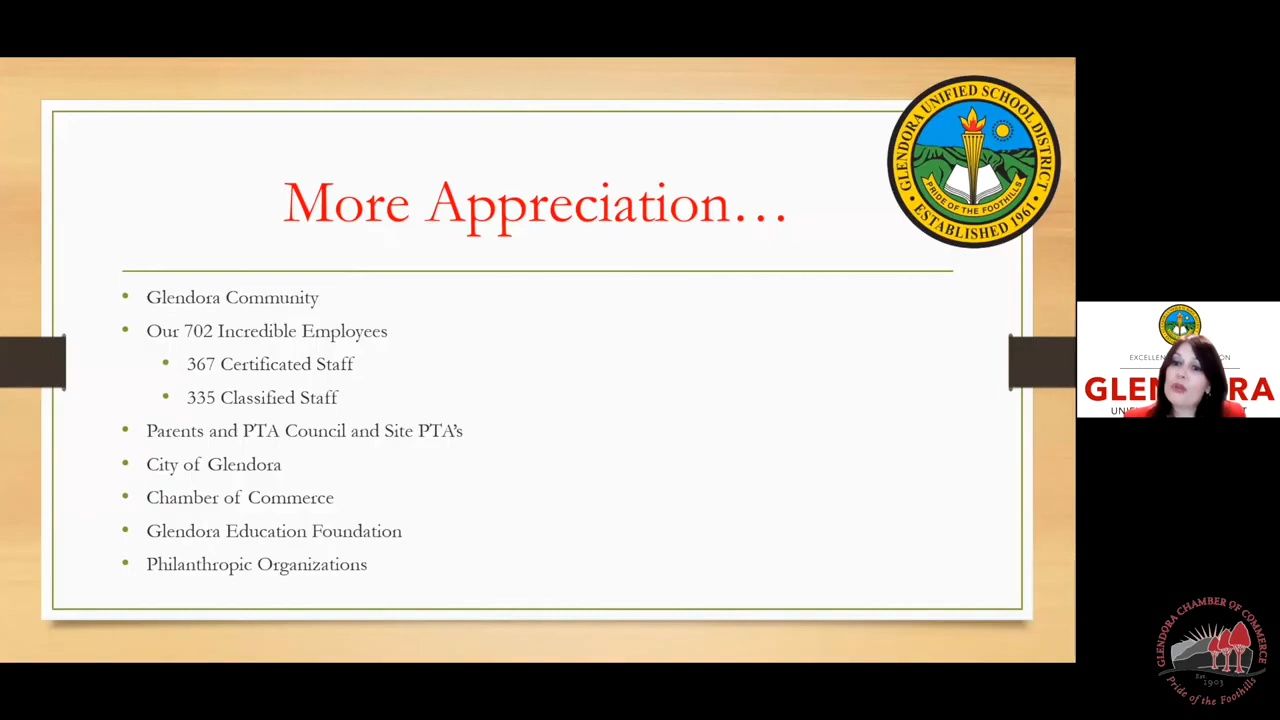 GLENDORA UNIFIED SCHOOL DISTRICT
PRIDE OF THE FOOTHILLS
• ESTABLISHED 1961 •
More Appreciation…
• Glendora Community
• Our 702 Incredible Employees
• 367 Certificated Staff
• 335 Classified Staff
• Parents and PTA Council and Site PTA’s
• City of Glendora
• Chamber of Commerce
• Glendora Education Foundation
• Philanthropic Organizations
GLENDORA CHAMBER OF COMMERCE
Est.
1903
Pride of the Foothills